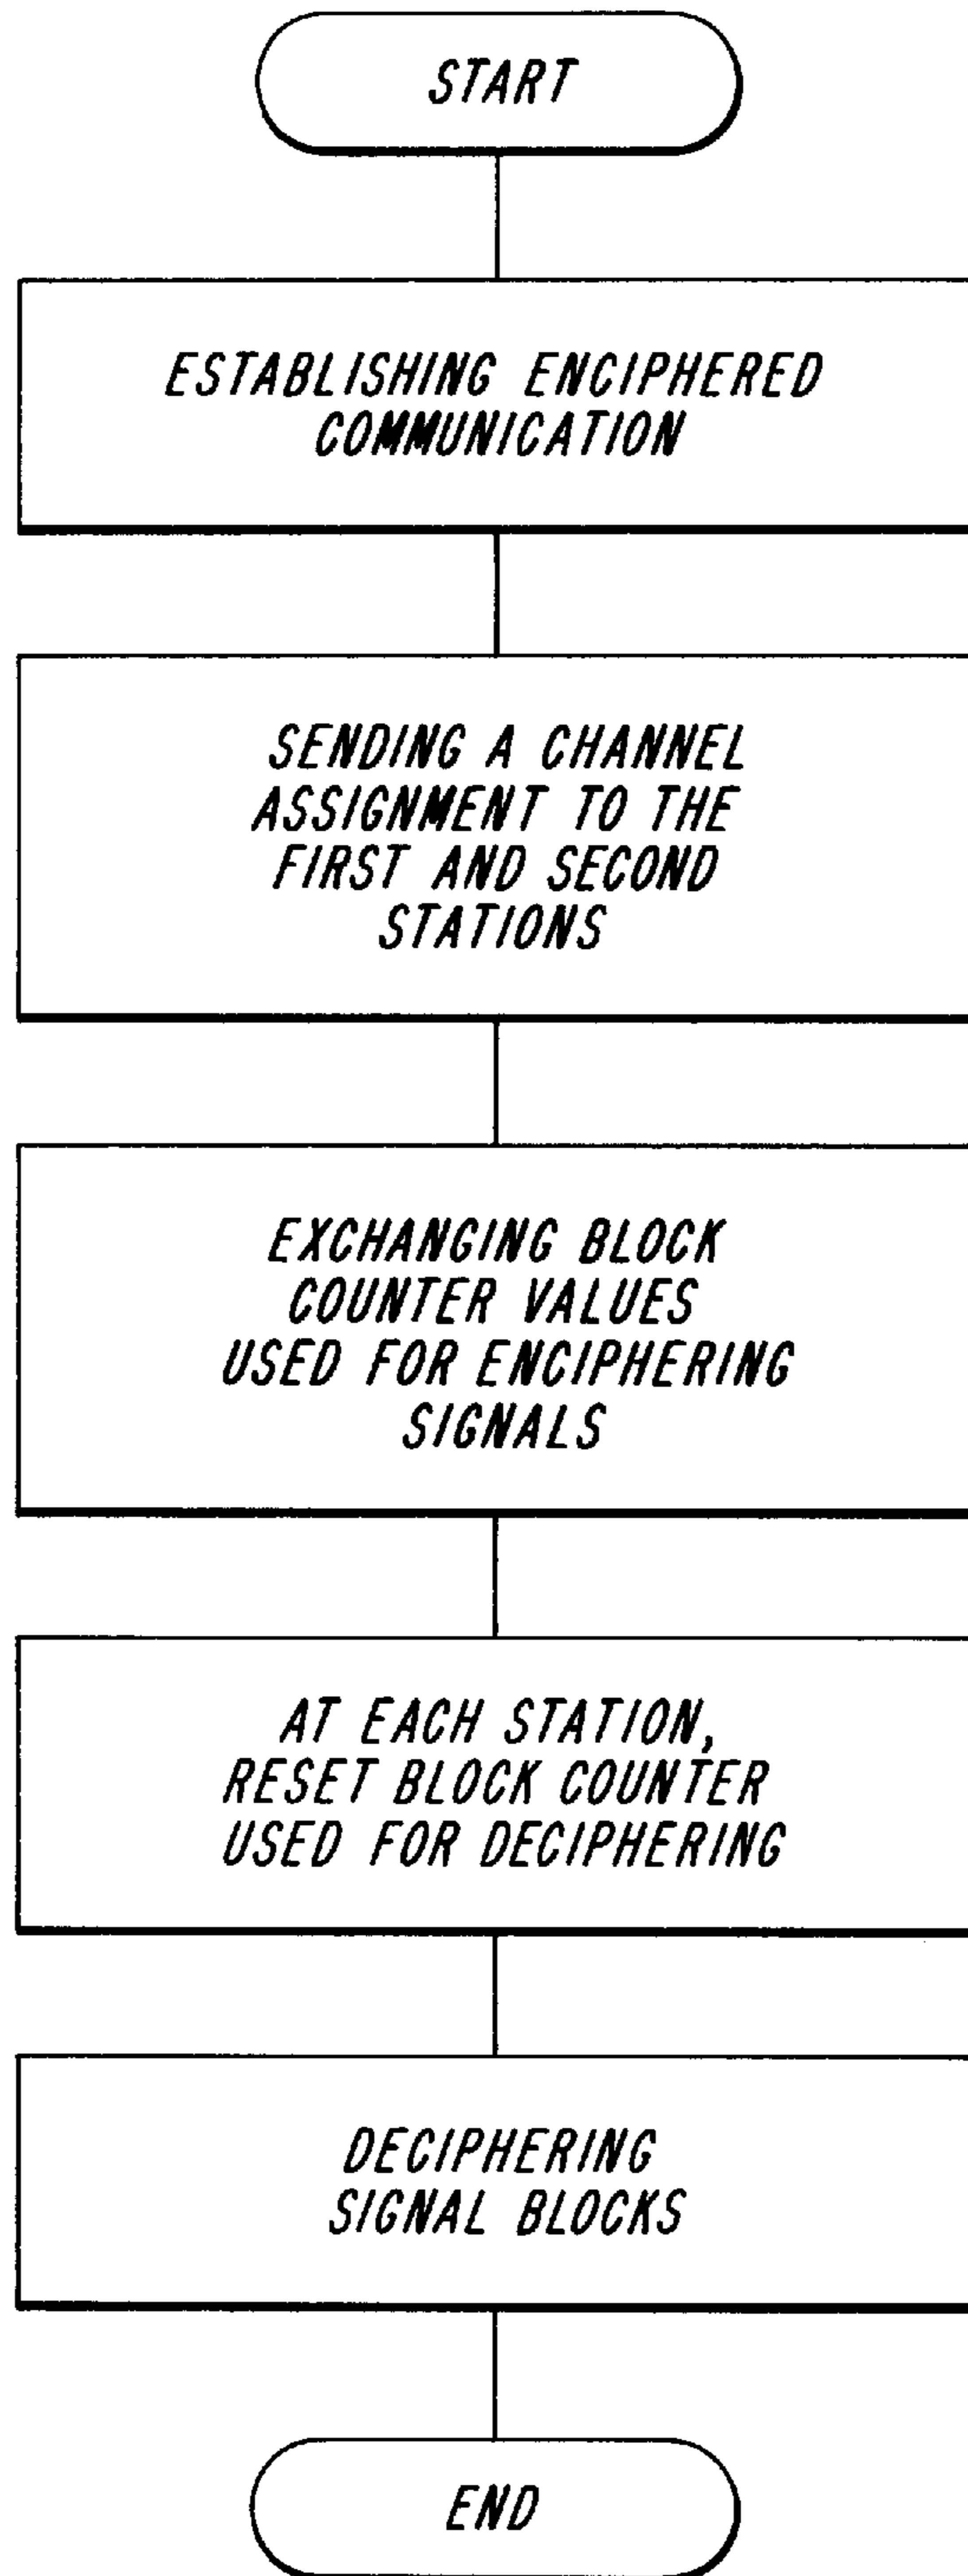 START
ESTABLISHING ENCIPHERED
COMMUNICATION
SENDING A CHANNEL
ASSIGNMENT TO THE
FIRST AND SECOND
STATIONS
EXCHANGING BLOCK
COUNTER VALUES
USED FOR ENCIPHERING
SIGNALS
AT EACH STATION,
RESET BLOCK COUNTER
USED FOR DECIPHERING
DECIPHERING
SIGNAL BLOCKS
END